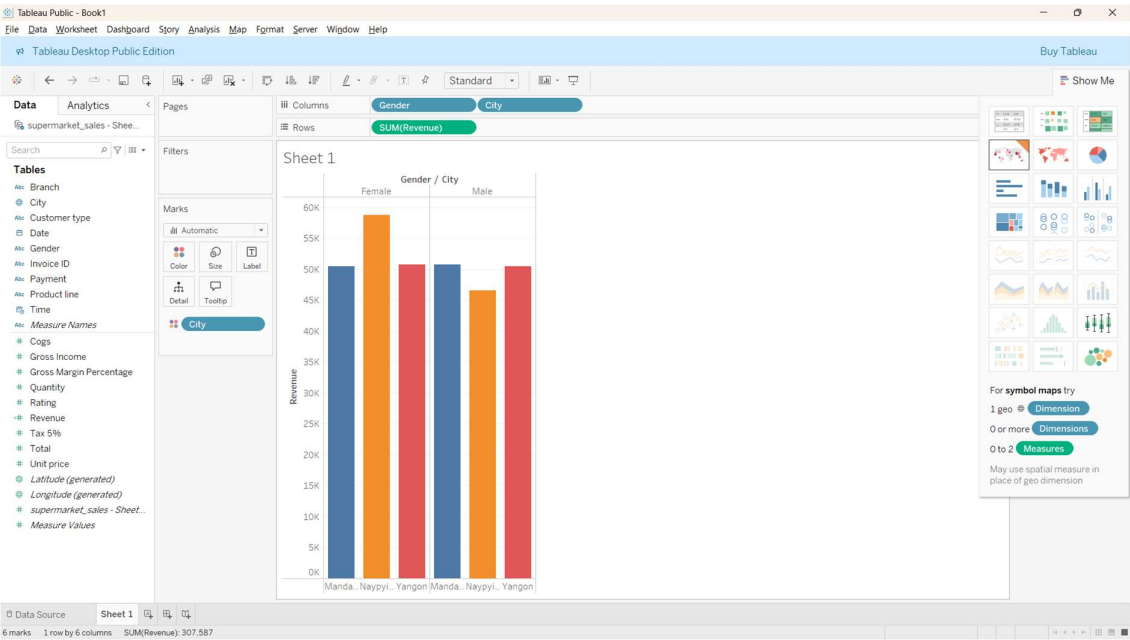 Tableau Public - Book1
File Data Worksheet Dashboard Story Analysis Map Format Server Window Help
Tableau Desktop Public Edition
Buy Tableau
Standard
Show Me
Data Analytics
supermarket_sales - Shee...
Search
Tables
Abc Branch
City
Abc Customer type
Date
Abc Gender
Abc Invoice ID
Abc Payment
Abc Product line
Time
Abc Measure Names
# Cogs
# Gross Income
# Gross Margin Percentage
# Quantity
# Rating
=# Revenue
# Tax 5%
# Total
# Unit price
Latitude (generated)
Longitude (generated)
# supermarket_sales - Sheet...
# Measure Values
Pages
Filters
Marks
Automatic
Color Size Label
Detail Tooltip
City
Columns Gender City
Rows SUM(Revenue)
Sheet 1
Gender / City
Female Male
Revenue
60K
55K
50K
45K
40K
35K
30K
25K
20K
15K
10K
5K
0K
Manda.. Naypyi.. Yangon Manda.. Naypyi.. Yangon
For symbol maps try
1 geo Dimension
0 or more Dimensions
0 to 2 Measures
May use spatial measure in
place of geo dimension
Data Source Sheet 1
6 marks 1 row by 6 columns SUM(Revenue): 307,587